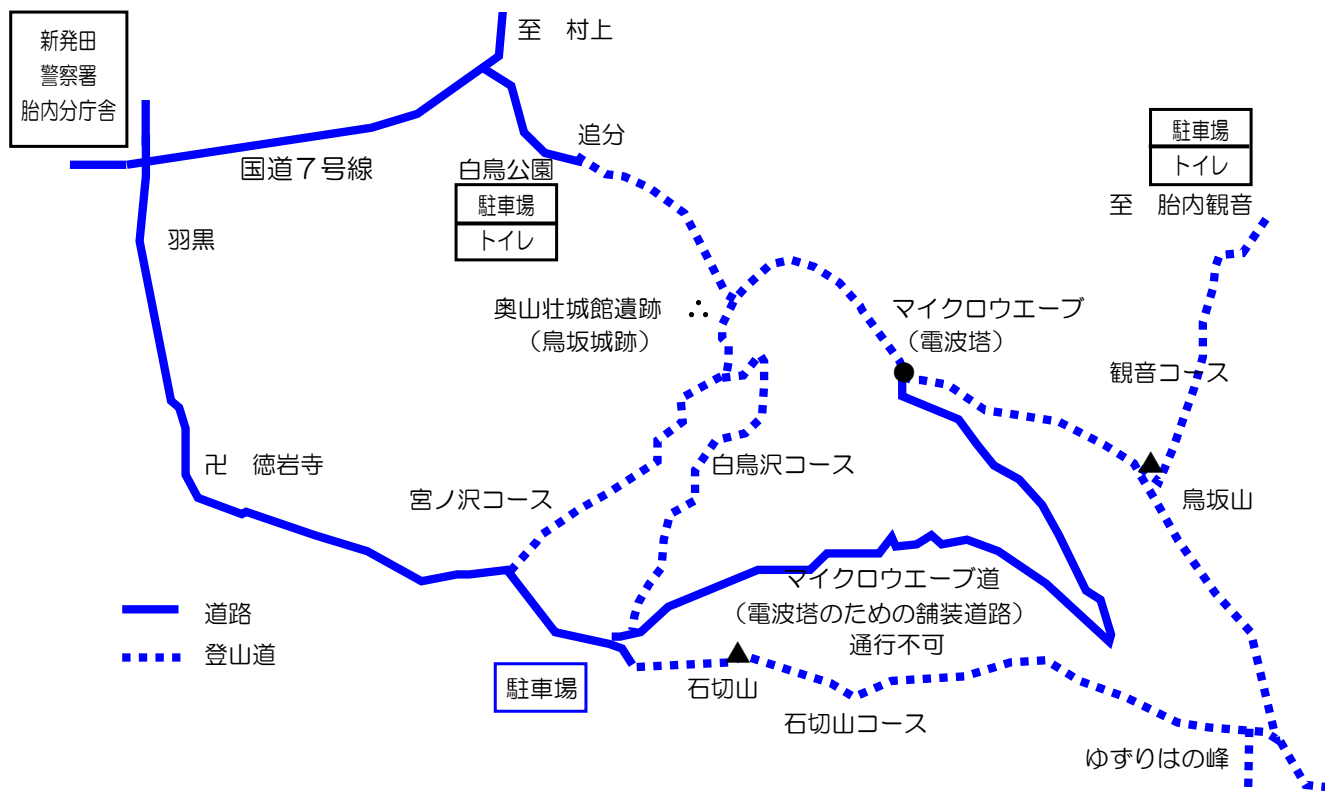 新発田
警察署
胎内分庁舎
至　村上
国道７号線
追分
白鳥公園
駐車場
トイレ
駐車場
トイレ
至　胎内観音
羽黒
奥山壮城館遺跡
（鳥坂城跡）
マイクロウエーブ
（電波塔）
観音コース
卍　徳岩寺
白鳥沢コース
宮ノ沢コース
鳥坂山
マイクロウエーブ道
（電波塔のための舗装道路）
通行不可
道路
登山道
駐車場
石切山
石切山コース
ゆずりはの峰